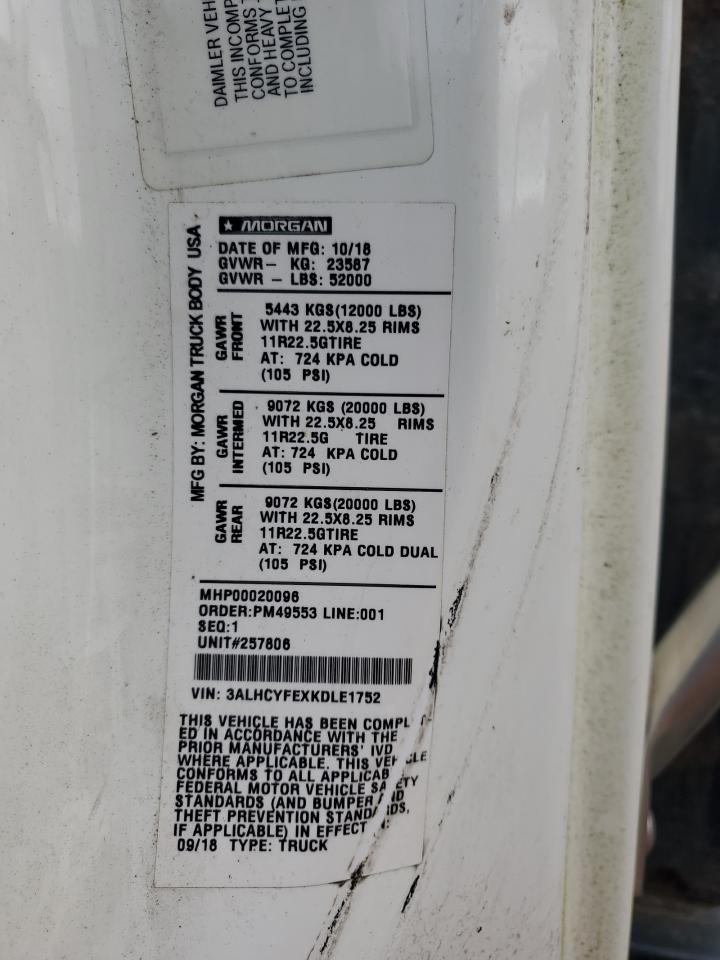 DAIMLER VEH
THIS INCOMP
CONFORMS
AND HEAVY
TO COMPLET
INCLUDING
MORGAN
MFG BY: MORGAN TRUCK BODY USA
DATE OF MFG: 10/18
GVWR- KG: 23587
GVWR - LBS: 52000
GAWR
FRONT
5443 KGS(12000 LBS)
WITH 22.5X8.25 RIMS
11R22.5GTIRE
AT: 724 KPA COLD
(105 PSI)
GAWR
INTERMED
9072 KGS (20000 LBS)
WITH 22.5X8.25 RIMS
11R22.5G TIRE
AT: 724 KPA COLD
(105 PSI)
GAWR
REAR
9072 KGS(20000 LBS)
WITH 22.5X8.25 RIMS
11R22.5GTIRE
AT: 724 KPA COLD DUAL
(105 PSI)
MHP00020096
ORDER:PM49553 LINE:001
SEQ:1
UNIT#257806
VIN: 3ALHCYFEXKDLE1752
THIS VEHICLE HAS BEEN COMPL
ED IN ACCORDANCE WITH THE
PRIOR MANUFACTURERS' IVD
WHERE APPLICABLE. THIS VEHICLE
CONFORMS TO ALL APPLICAB
FEDERAL MOTOR VEHICLE SAFETY
STANDARDS (AND BUMPER AND
THEFT PREVENTION STANDARDS,
IF APPLICABLE) IN EFFECT
09/18 TYPE: TRUCK